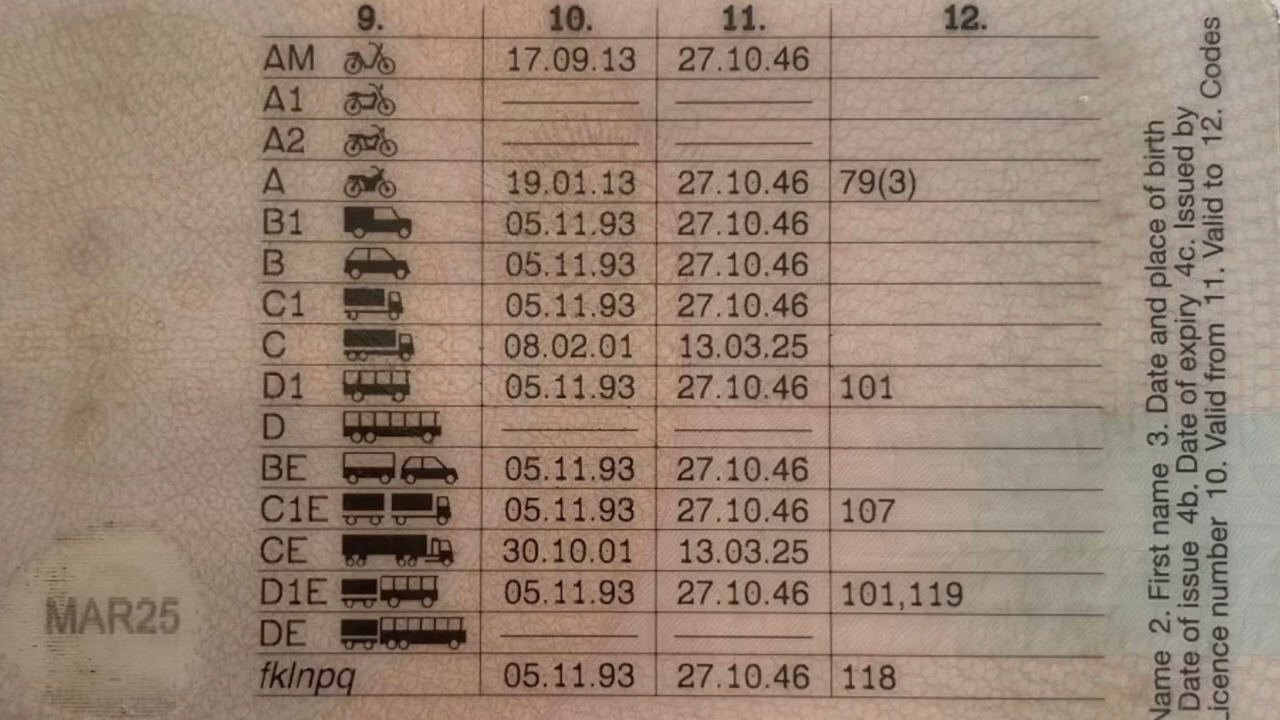 9. 10. 11. 12.
AM 17.09.13 27.10.46
A1
A2
A 19.01.13 27.10.46 79(3)
B1 05.11.93 27.10.46
B 05.11.93 27.10.46
C1 05.11.93 27.10.46
C 08.02.01 13.03.25
D1 05.11.93 27.10.46 101
D
BE 05.11.93 27.10.46
C1E 05.11.93 27.10.46 107
CE 30.10.01 13.03.25
D1E 05.11.93 27.10.46 101,119
DE
fklnpq 05.11.93 27.10.46 118
MAR25
Name 2. First name 3. Date and place of birth
Date of issue 4b. Date of expiry 4c. Issued by
Licence number 10. Valid from 11. Valid to 12. Codes